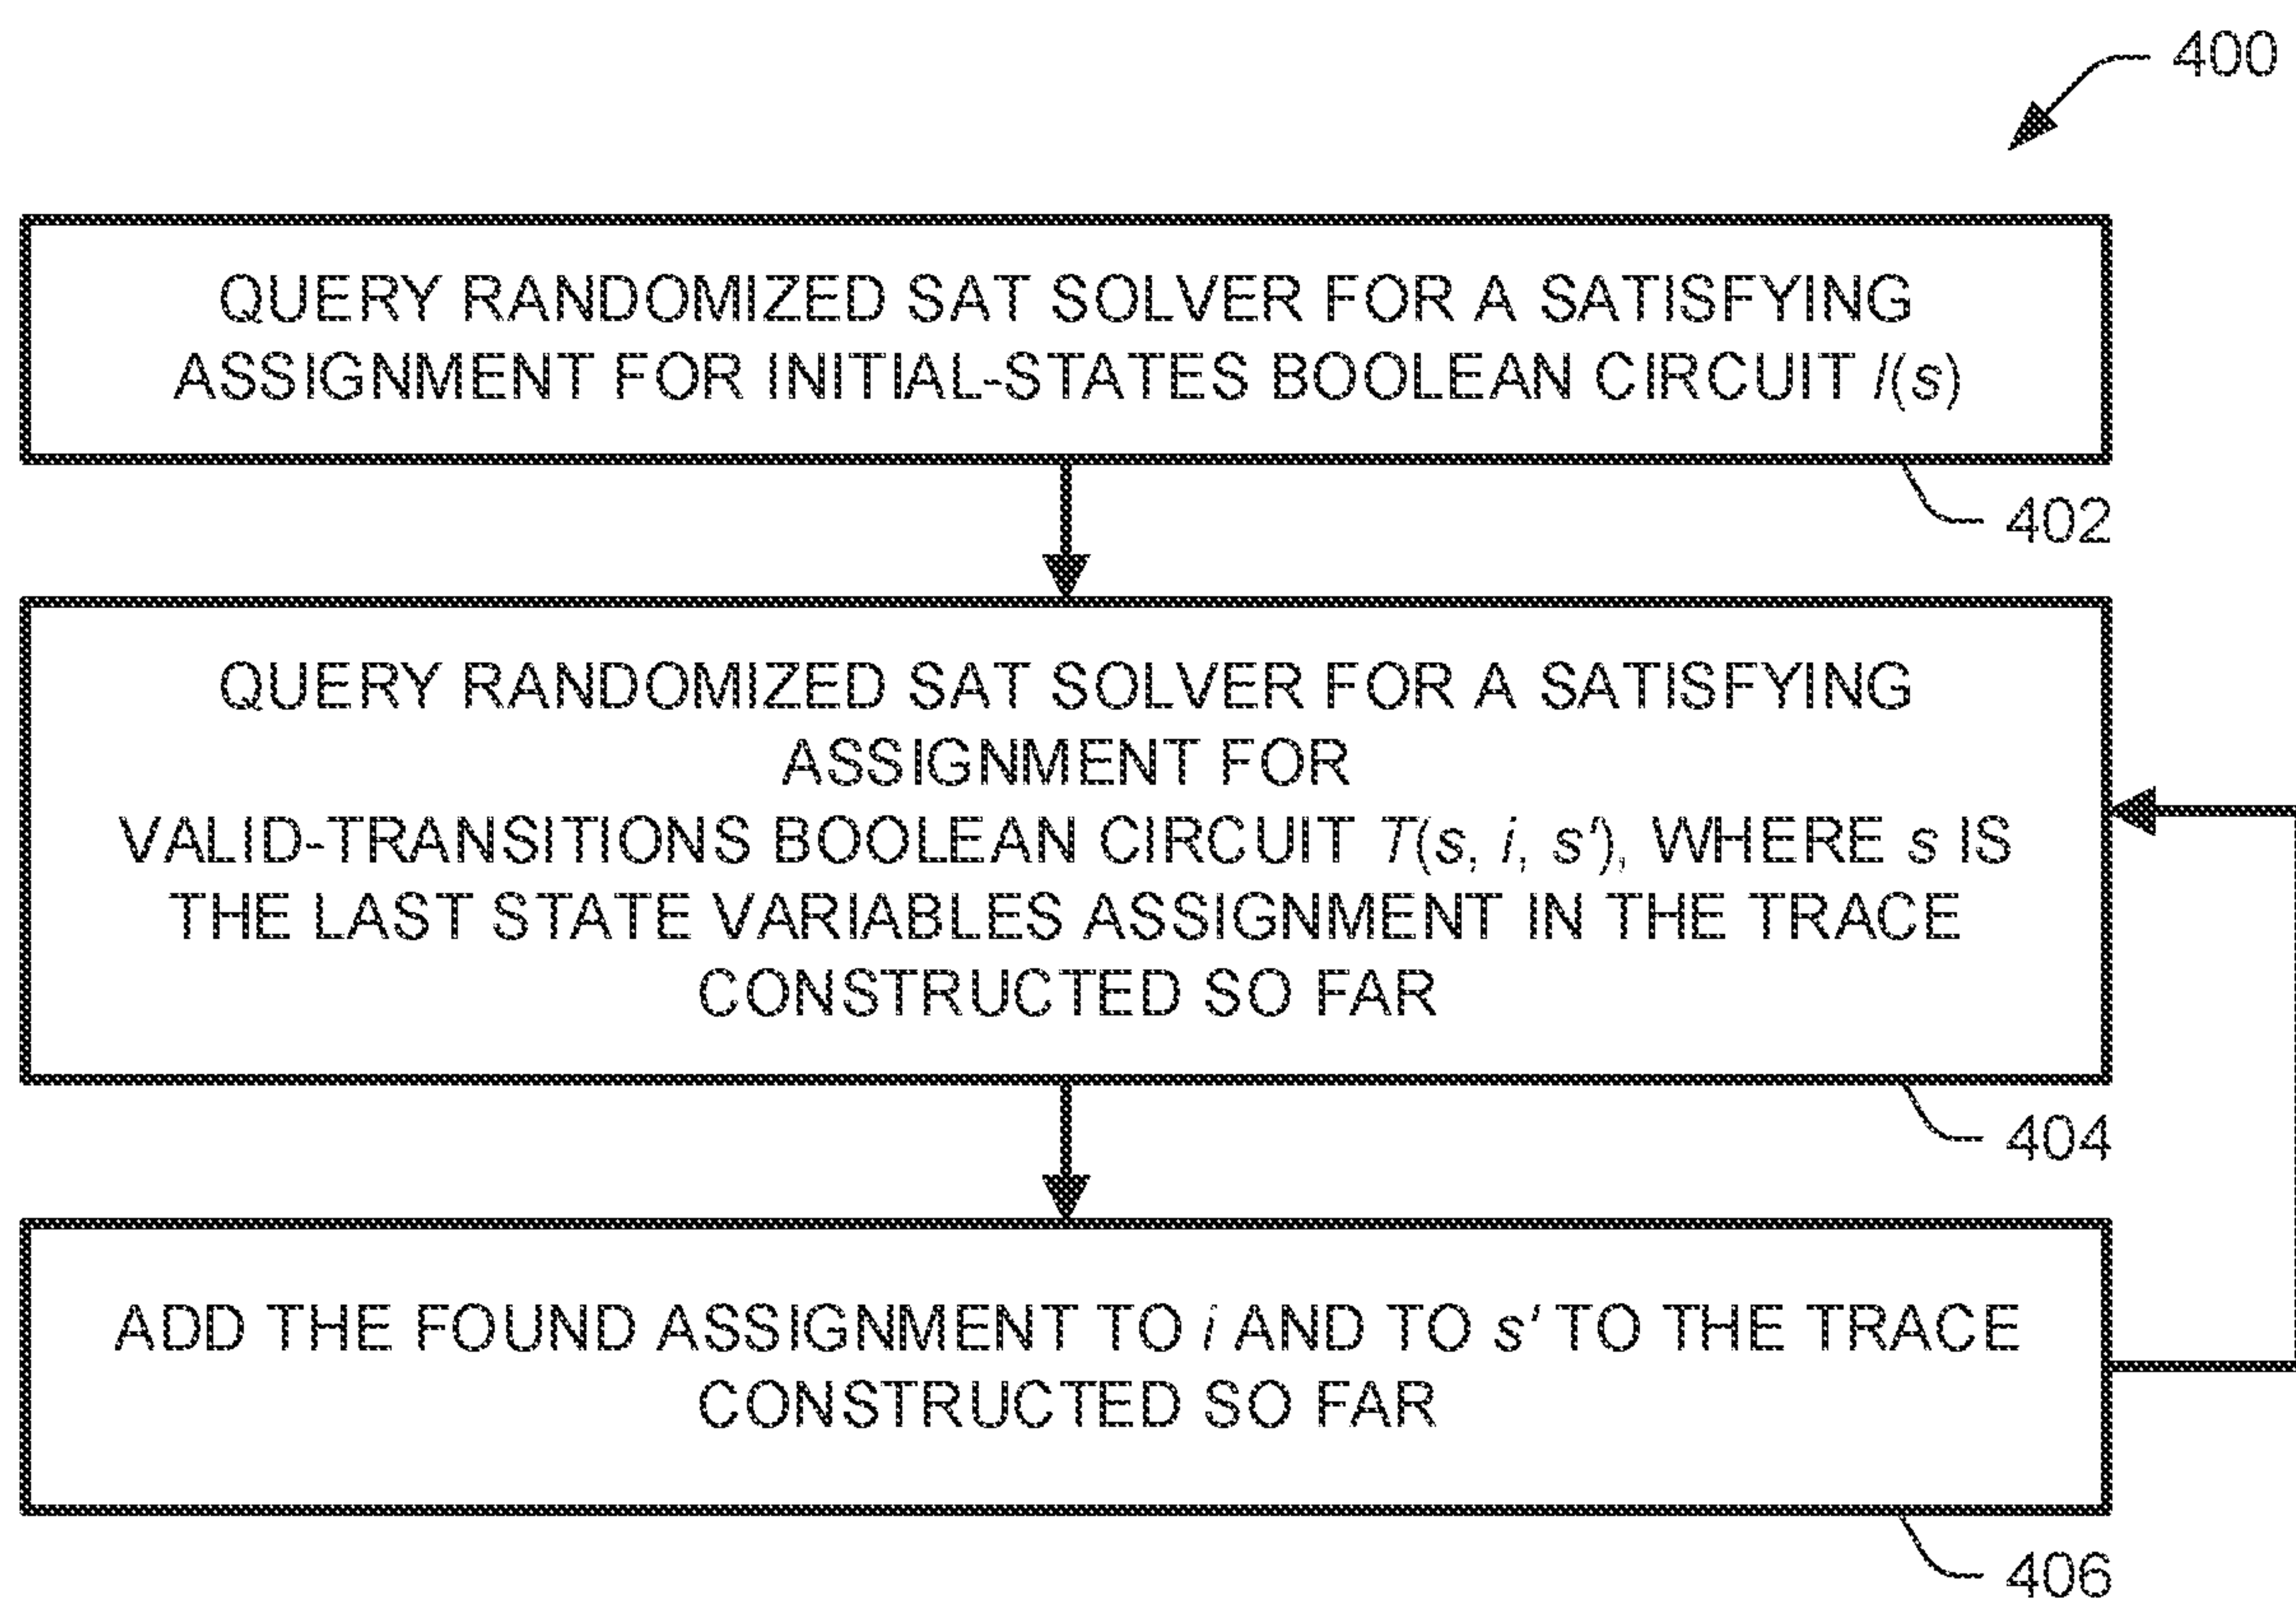 400
QUERY RANDOMIZED SAT SOLVER FOR A SATISFYING
ASSIGNMENT FOR INITIAL-STATES BOOLEAN CIRCUIT I(s)
402
QUERY RANDOMIZED SAT SOLVER FOR A SATISFYING
ASSIGNMENT FOR
VALID-TRANSITIONS BOOLEAN CIRCUIT T(s, i, s'), WHERE s IS
THE LAST STATE VARIABLES ASSIGNMENT IN THE TRACE
CONSTRUCTED SO FAR
404
ADD THE FOUND ASSIGNMENT TO i AND TO s' TO THE TRACE
CONSTRUCTED SO FAR
406